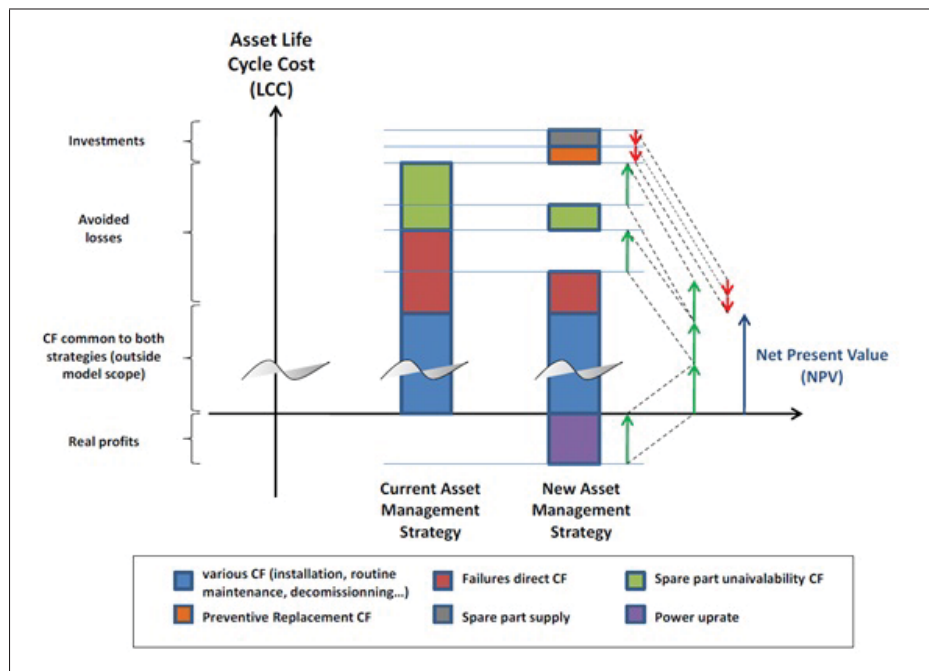 Asset Life
Cycle Cost
(LCC)
Investments
Avoided
losses
CF common to both
strategies (outside
model scope)
Real profits
Net Present Value
(NPV)
Current Asset
Management
Strategy
New Asset
Management
Strategy
various CF (installation, routine
maintenance, decomissionning...)
Failures direct CF
Spare part unaivalability CF
Preventive Replacement CF
Spare part supply
Power uprate